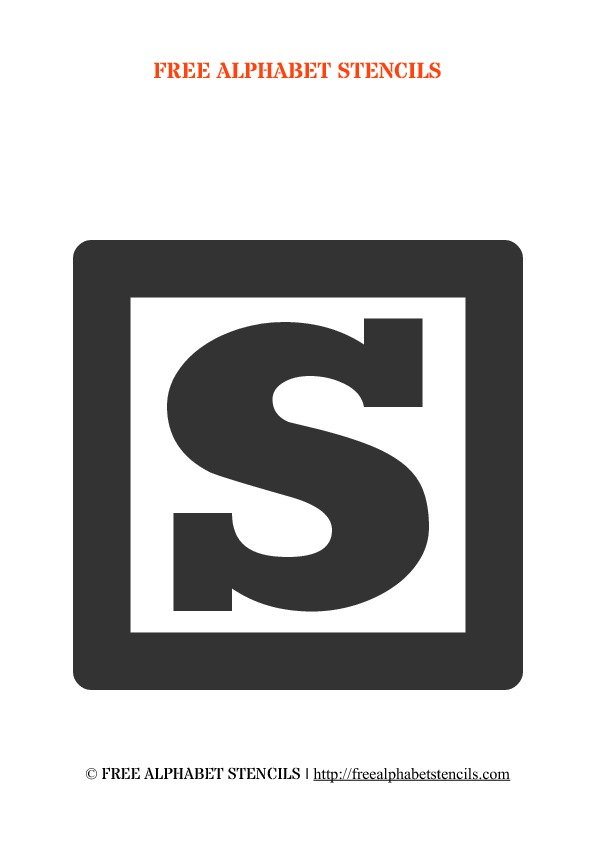 FREE ALPHABET STENCILS
S
© FREE ALPHABET STENCILS | http://freealphabetstencils.com